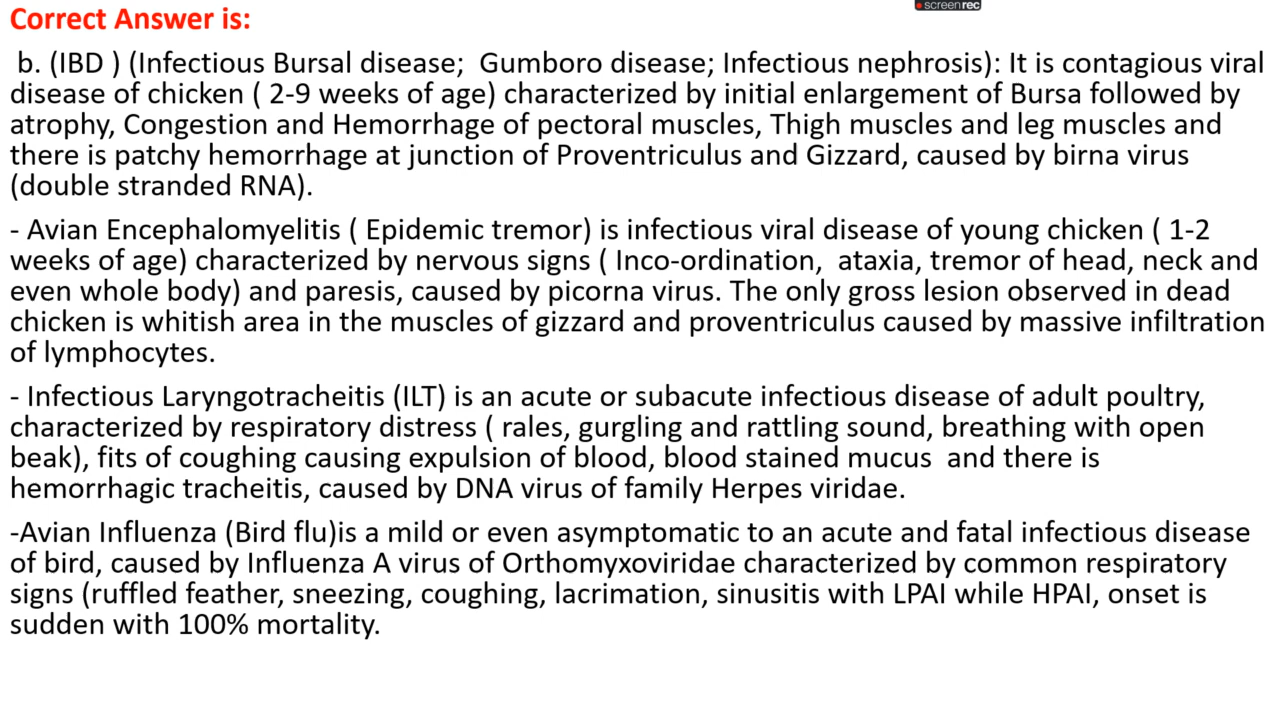 screenrec
Correct Answer is:
b. (IBD ) (Infectious Bursal disease; Gumboro disease; Infectious nephrosis): It is contagious viral
disease of chicken ( 2-9 weeks of age) characterized by initial enlargement of Bursa followed by
atrophy, Congestion and Hemorrhage of pectoral muscles, Thigh muscles and leg muscles and
there is patchy hemorrhage at junction of Proventriculus and Gizzard, caused by birna virus
(double stranded RNA).
- Avian Encephalomyelitis ( Epidemic tremor) is infectious viral disease of young chicken ( 1-2
weeks of age) characterized by nervous signs ( Inco-ordination, ataxia, tremor of head, neck and
even whole body) and paresis, caused by picorna virus. The only gross lesion observed in dead
chicken is whitish area in the muscles of gizzard and proventriculus caused by massive infiltration
of lymphocytes.
- Infectious Laryngotracheitis (ILT) is an acute or subacute infectious disease of adult poultry,
characterized by respiratory distress ( rales, gurgling and rattling sound, breathing with open
beak), fits of coughing causing expulsion of blood, blood stained mucus and there is
hemorrhagic tracheitis, caused by DNA virus of family Herpes viridae.
-Avian Influenza (Bird flu)is a mild or even asymptomatic to an acute and fatal infectious disease
of bird, caused by Influenza A virus of Orthomyxoviridae characterized by common respiratory
signs (ruffled feather, sneezing, coughing, lacrimation, sinusitis with LPAI while HPAI, onset is
sudden with 100% mortality.